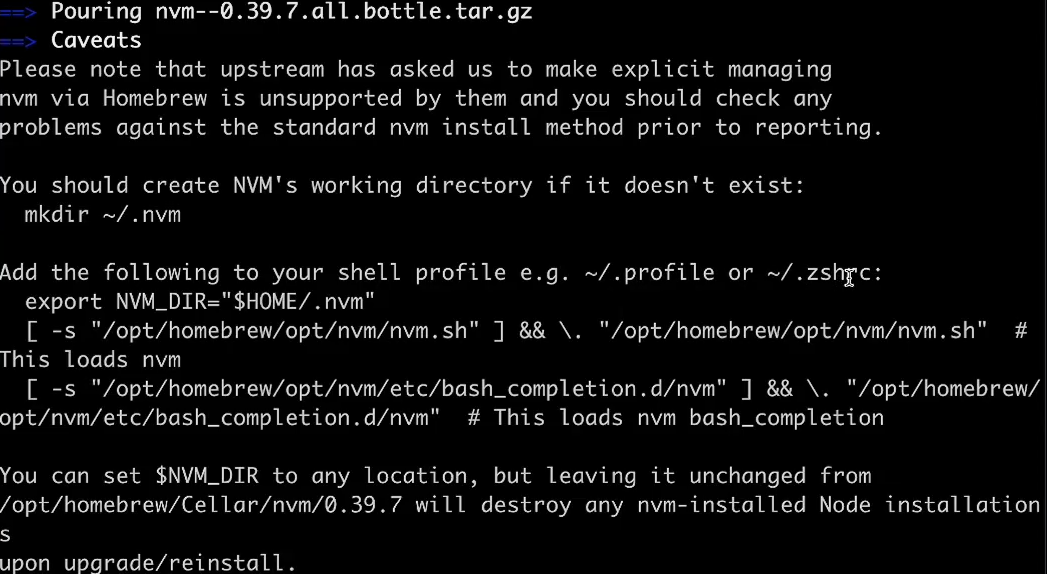 ==> Pouring nvm--0.39.7.all.bottle.tar.gz
==> Caveats
Please note that upstream has asked us to make explicit managing
nvm via Homebrew is unsupported by them and you should check any
problems against the standard nvm install method prior to reporting.
You should create NVM's working directory if it doesn't exist:
  mkdir ~/.nvm
Add the following to your shell profile e.g. ~/.profile or ~/.zshrc:
  export NVM_DIR="$HOME/.nvm"
  [ -s "/opt/homebrew/opt/nvm/nvm.sh" ] && \. "/opt/homebrew/opt/nvm/nvm.sh"  #
This loads nvm
  [ -s "/opt/homebrew/opt/nvm/etc/bash_completion.d/nvm" ] && \. "/opt/homebrew/
opt/nvm/etc/bash_completion.d/nvm"  # This loads nvm bash_completion
You can set $NVM_DIR to any location, but leaving it unchanged from
/opt/homebrew/Cellar/nvm/0.39.7 will destroy any nvm-installed Node installation
s
upon upgrade/reinstall.